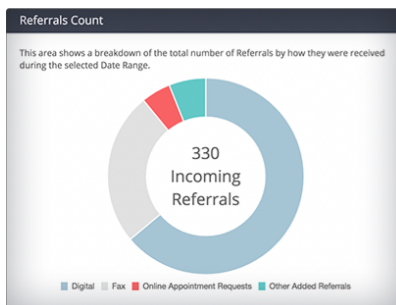 Referrals Count
This area shows a breakdown of the total number of Referrals by how they were received
during the selected Date Range.
330
Incoming
Referrals
Digital Fax Online Appointment Requests Other Added Referrals